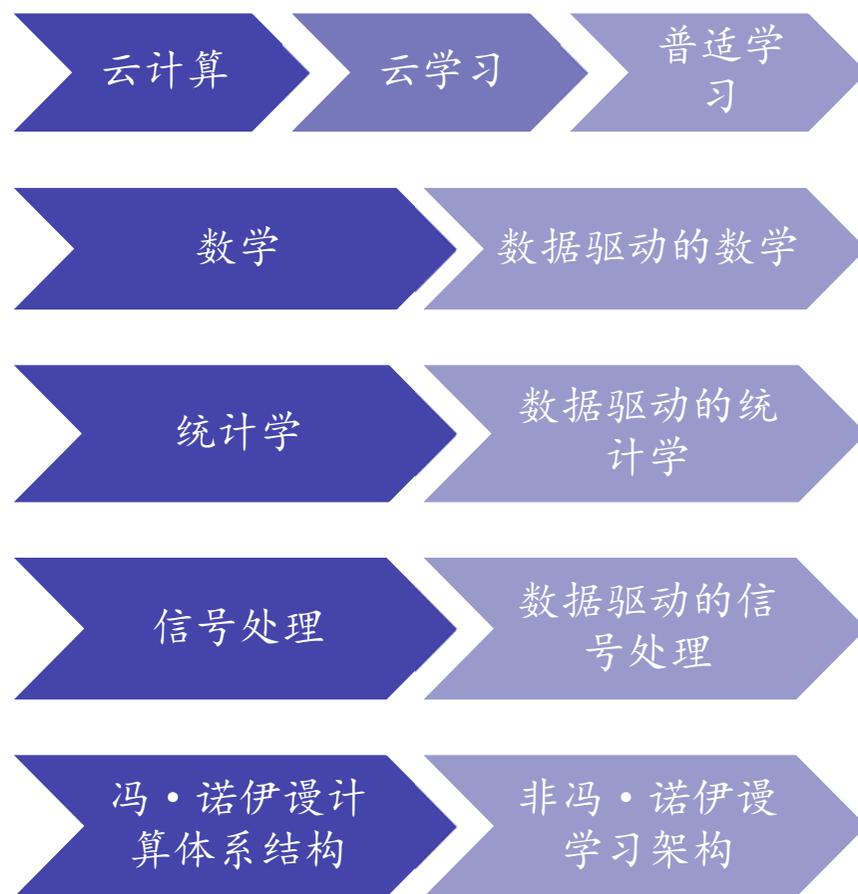 云计算
云学习
普适学
习
数学
数据驱动的数学
统计学
数据驱动的统
计学
信号处理
数据驱动的信
号处理
冯·诺伊谩计
算体系结构
非冯·诺伊谩
学习架构